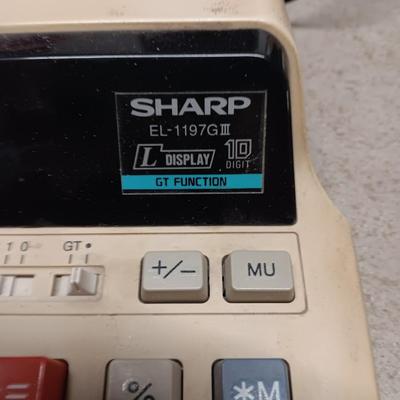 SHARP
EL-1197GⅢ
L DISPLAY 10 DIGIT
GT FUNCTION
1 0 GT •
+/− MU
= % *M